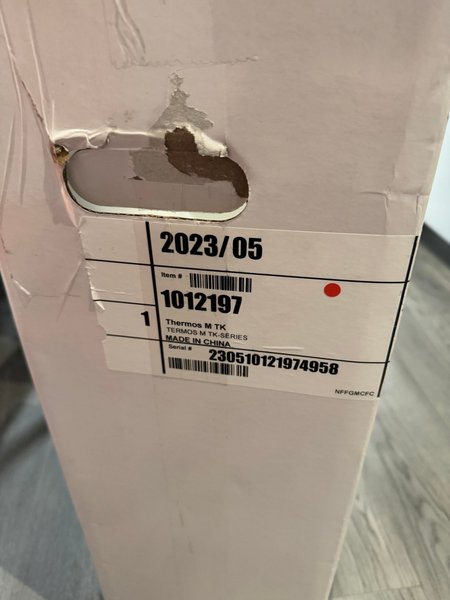 2023/05
Item #
1012197
1
Thermos M TK
TERMOS M TK-SÉRIES
MADE IN CHINA
Serial #
230510121974958
NFFGMCFC